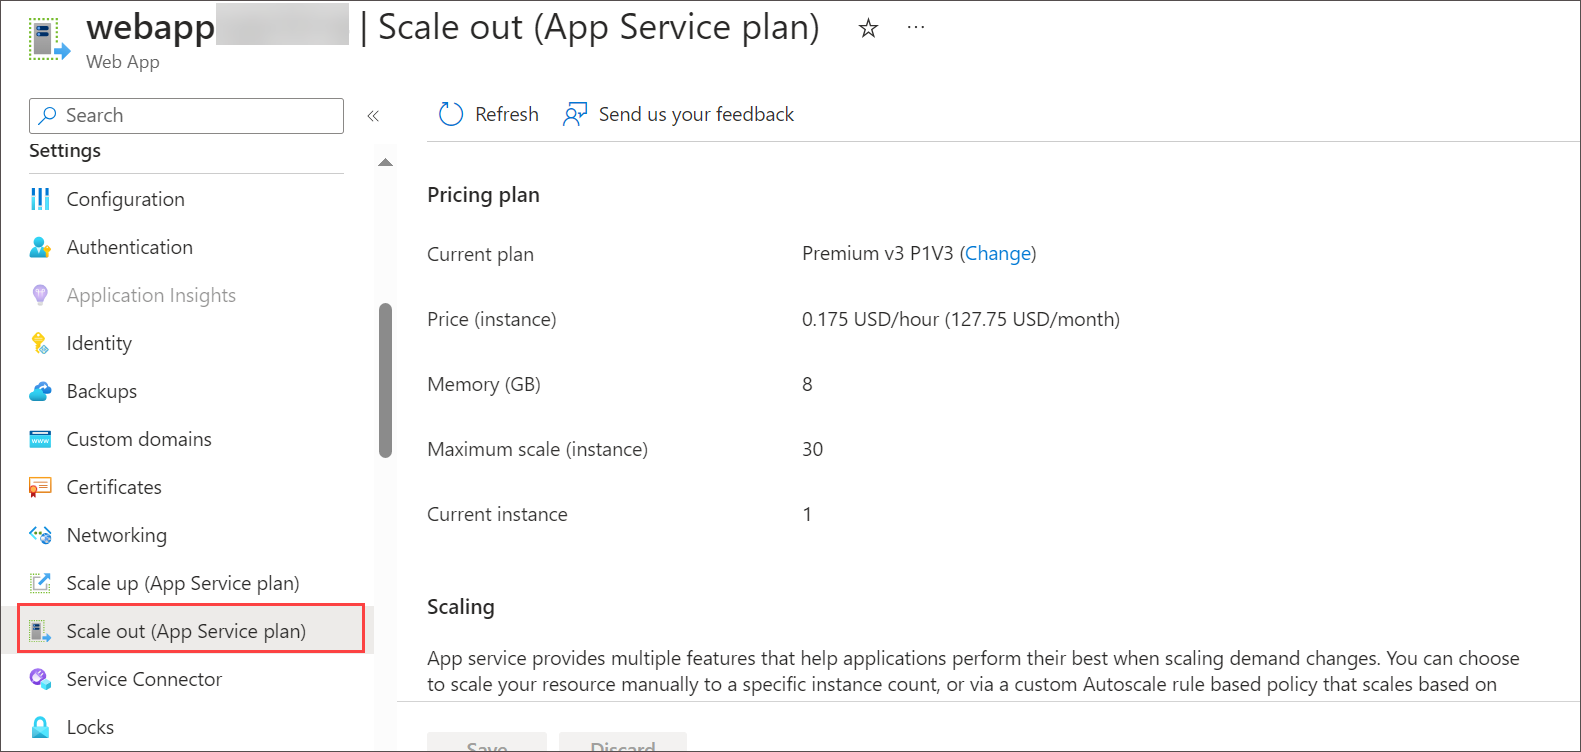 webapp | Scale out (App Service plan)
Web App
Search
Refresh
Send us your feedback
Settings
Configuration
Authentication
Application Insights
Identity
Backups
Custom domains
Certificates
Networking
Scale up (App Service plan)
Scale out (App Service plan)
Service Connector
Locks
Pricing plan
Current plan Premium v3 P1V3 (Change)
Price (instance) 0.175 USD/hour (127.75 USD/month)
Memory (GB) 8
Maximum scale (instance) 30
Current instance 1
Scaling
App service provides multiple features that help applications perform their best when scaling demand changes. You can choose
to scale your resource manually to a specific instance count, or via a custom Autoscale rule based policy that scales based on
Save Discard